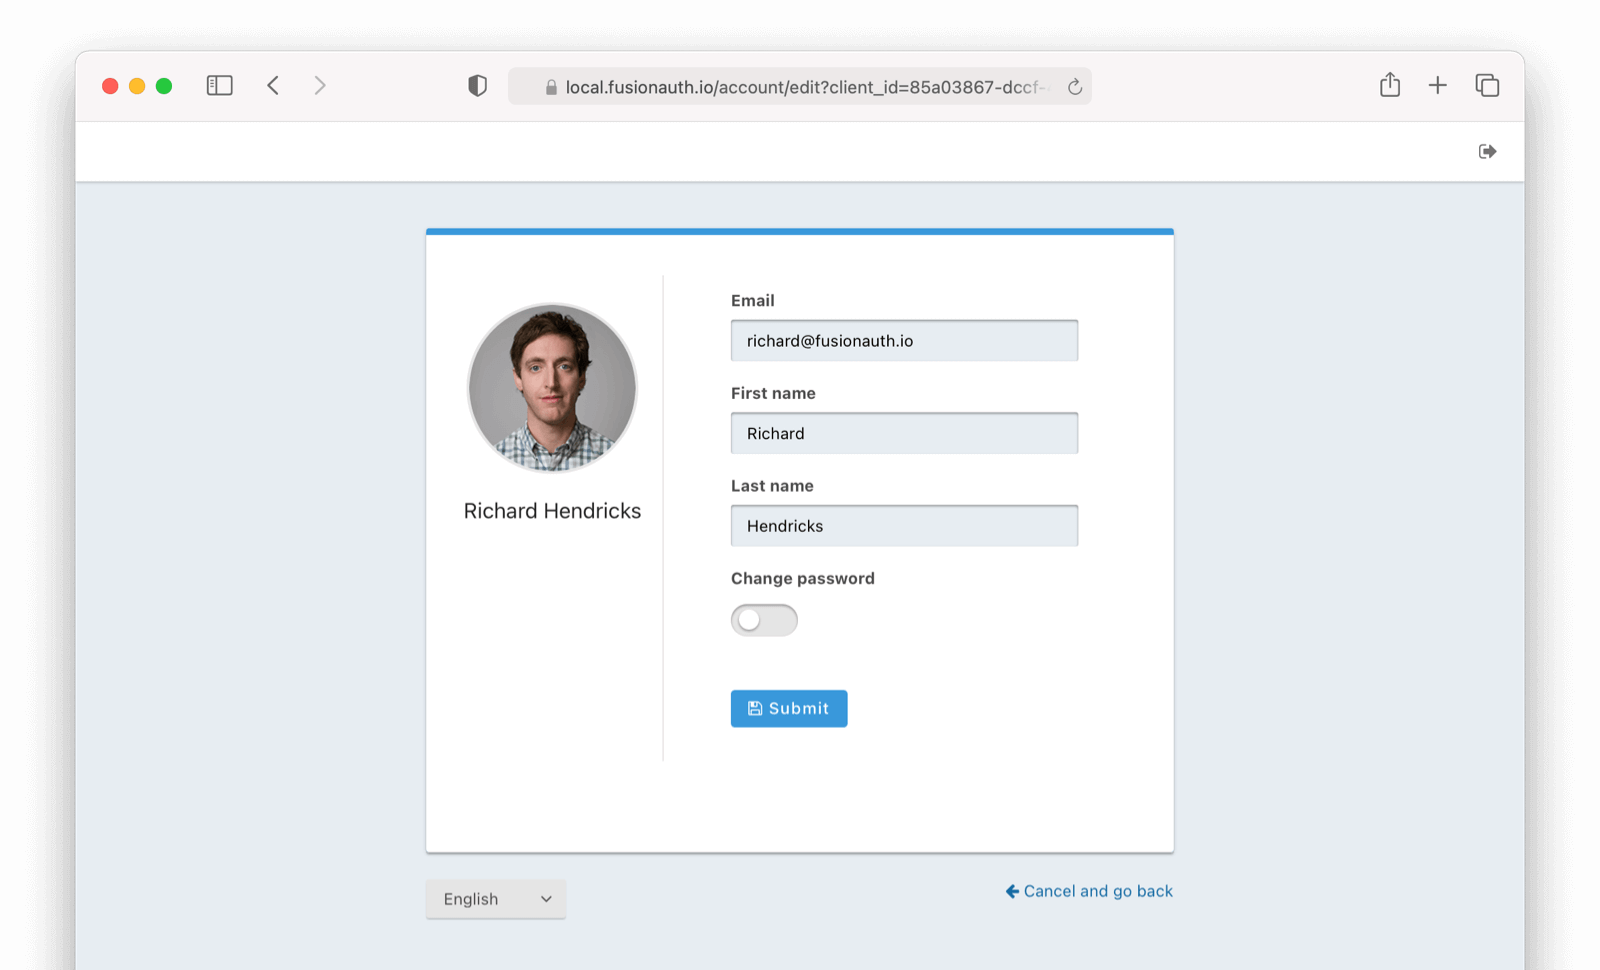 local.fusionauth.io/account/edit?client_id=85a03867-dccf-
Email
richard@fusionauth.io
First name
Richard
Last name
Hendricks
Richard Hendricks
Change password
Submit
English
Cancel and go back